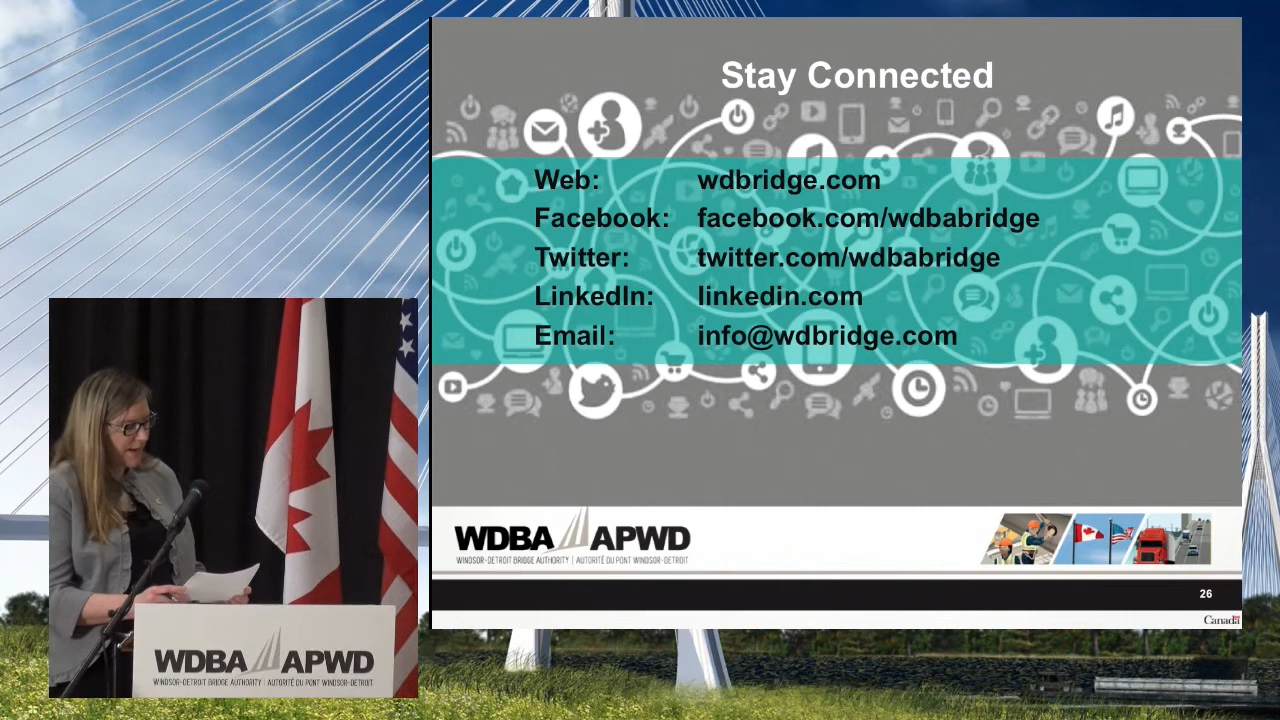 Stay Connected
Web: wdbridge.com
Facebook: facebook.com/wdbabridge
Twitter: twitter.com/wdbabridge
LinkedIn: linkedin.com
Email: info@wdbridge.com
WDBA APWD
WINDSOR-DETROIT BRIDGE AUTHORITY | AUTORITÉ DU PONT WINDSOR-DETROIT
26
Canada
WDBA APWD
WINDSOR-DETROIT BRIDGE AUTHORITY | AUTORITÉ DU PONT WINDSOR-DETROIT